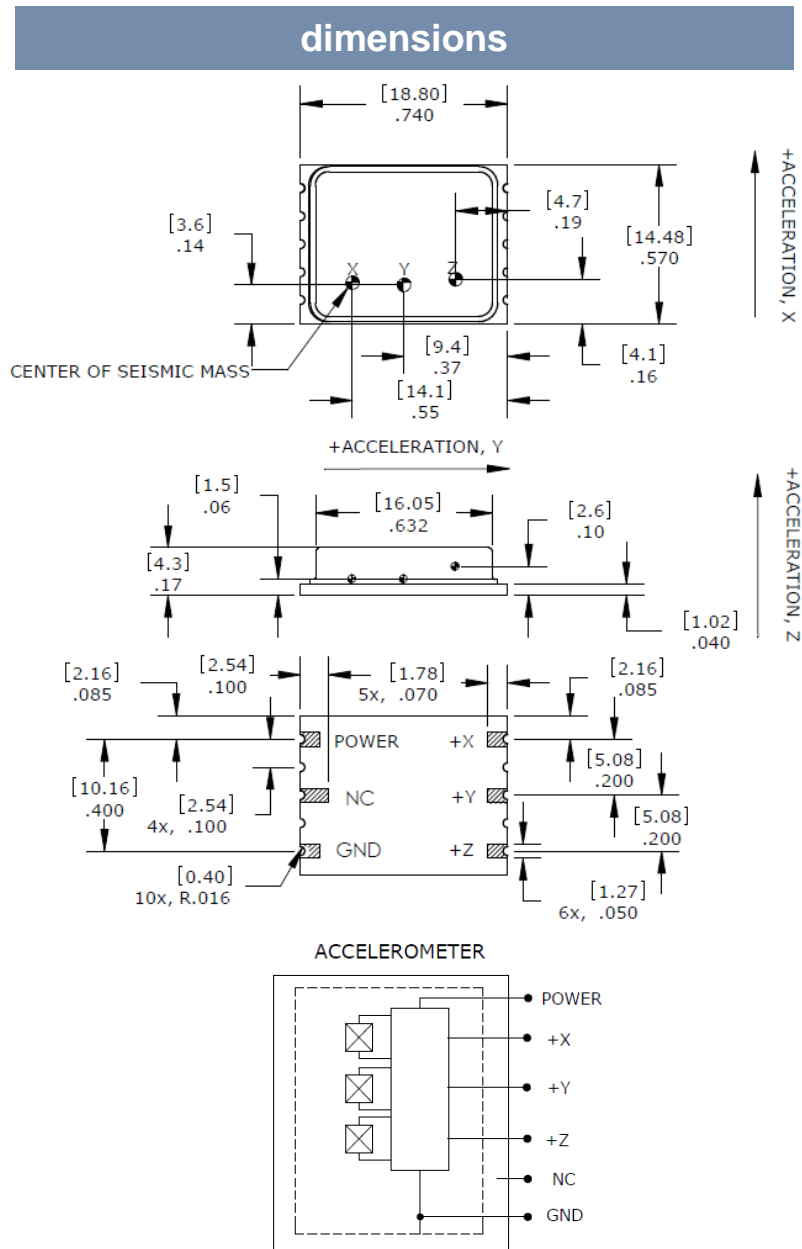 dimensions
[18.80]
.740
+ACCELERATION, X
[4.7]
.19
[3.6]
.14
[14.48]
.570
X Y Z
[9.4]
.37
[4.1]
.16
CENTER OF SEISMIC MASS
[14.1]
.55
+ACCELERATION, Y
+ACCELERATION, Z
[1.5]
.06
[16.05]
.632
[2.6]
.10
[4.3]
.17
[1.02]
.040
[2.16]
.085
[2.54]
.100
[1.78]
5x, .070
[2.16]
.085
POWER +X
[10.16]
.400
[5.08]
.200
NC +Y
[2.54]
4x, .100
[5.08]
.200
GND +Z
[0.40]
10x, R.016
[1.27]
6x, .050
ACCELEROMETER
POWER
+X
+Y
+Z
NC
GND